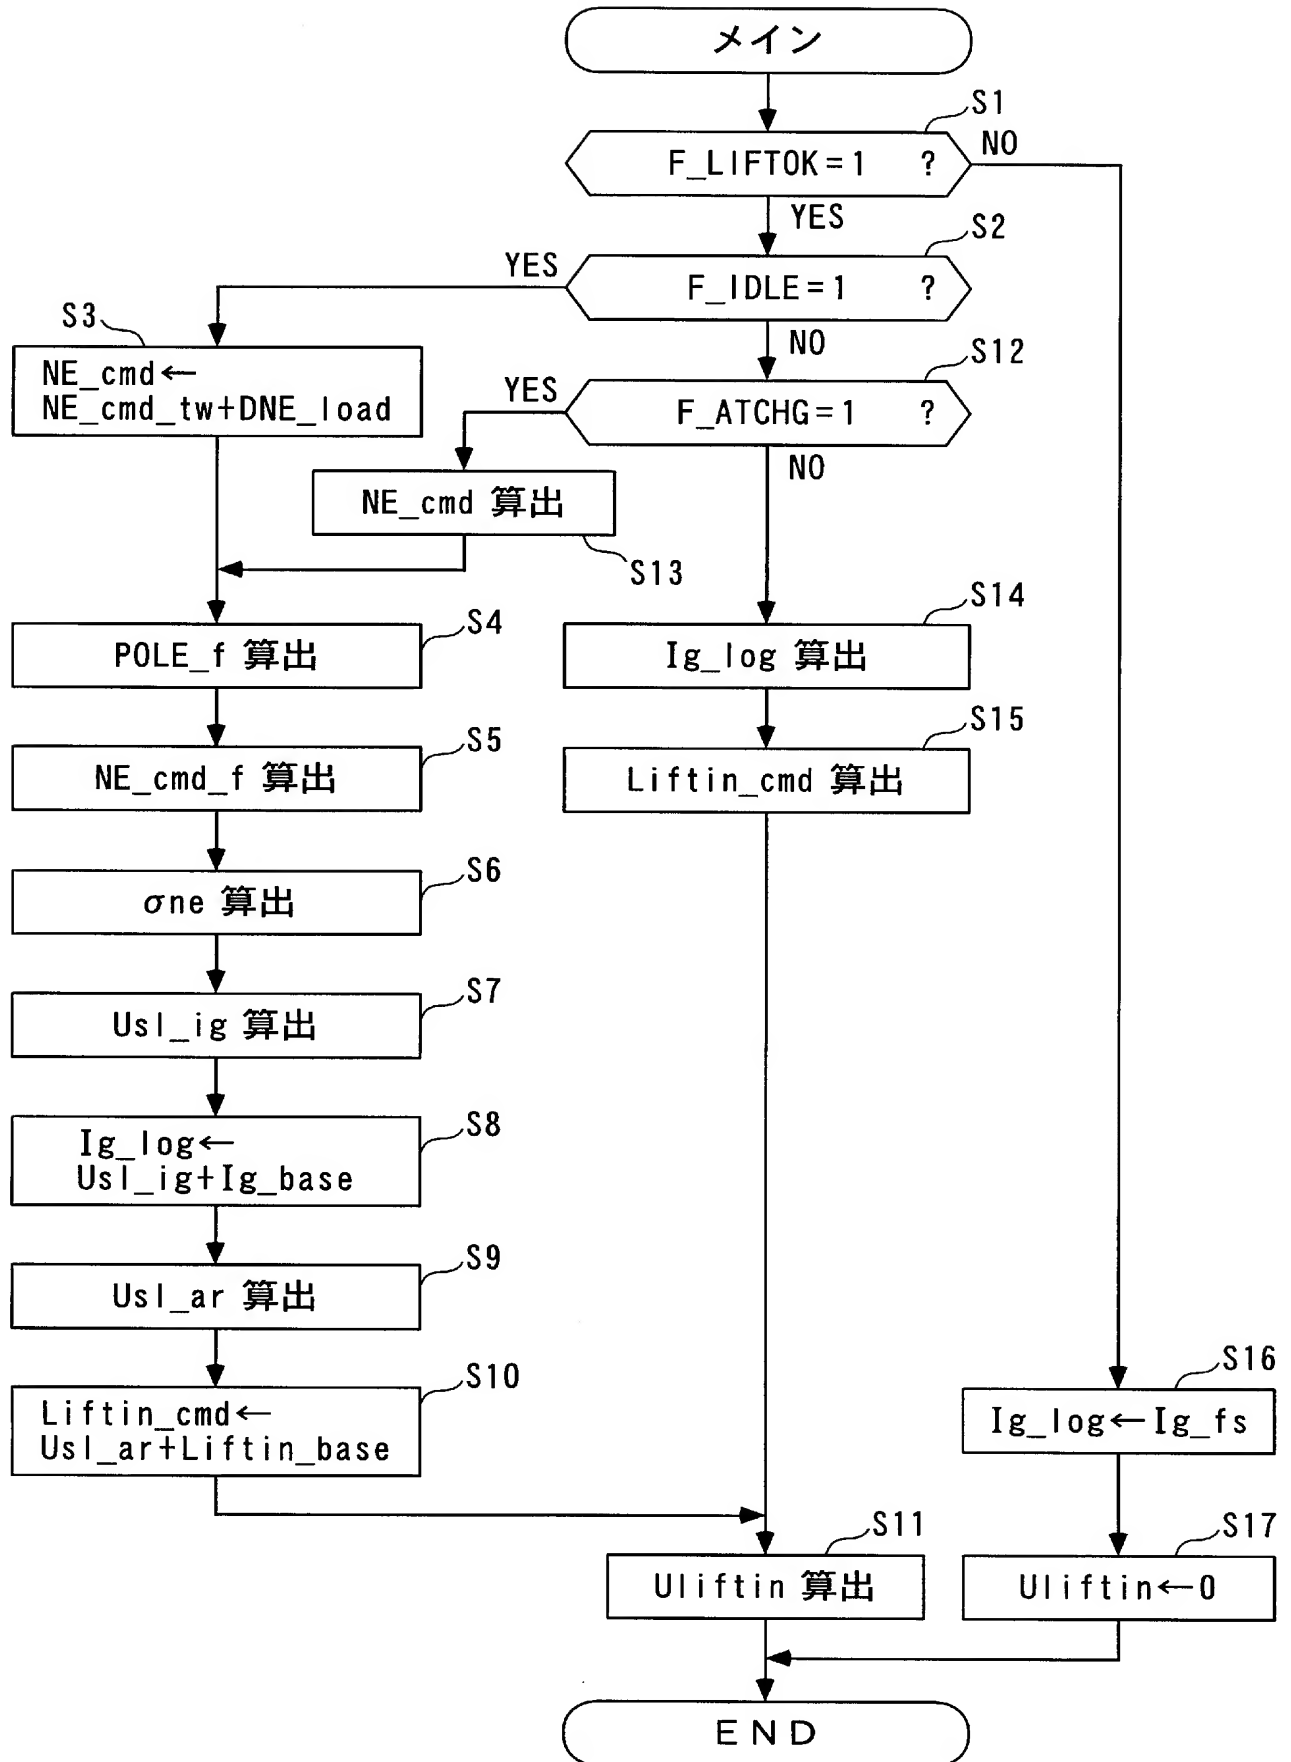 メイン
S1
F_LIFTOK=1 ?
NO
YES
S2
F_IDLE=1 ?
YES
NO
S3
NE_cmd←
NE_cmd_tw+DNE_load
S12
F_ATCHG=1 ?
YES
NO
NE_cmd 算出
S13
S4
POLE_f 算出
S14
Ig_log 算出
S5
NE_cmd_f 算出
S15
Liftin_cmd 算出
S6
σne 算出
S7
Usl_ig 算出
S8
Ig_log←
Usl_ig+Ig_base
S9
Usl_ar 算出
S10
Liftin_cmd←
Usl_ar+Liftin_base
S16
Ig_log←Ig_fs
S11
Uliftin 算出
S17
Uliftin←0
END